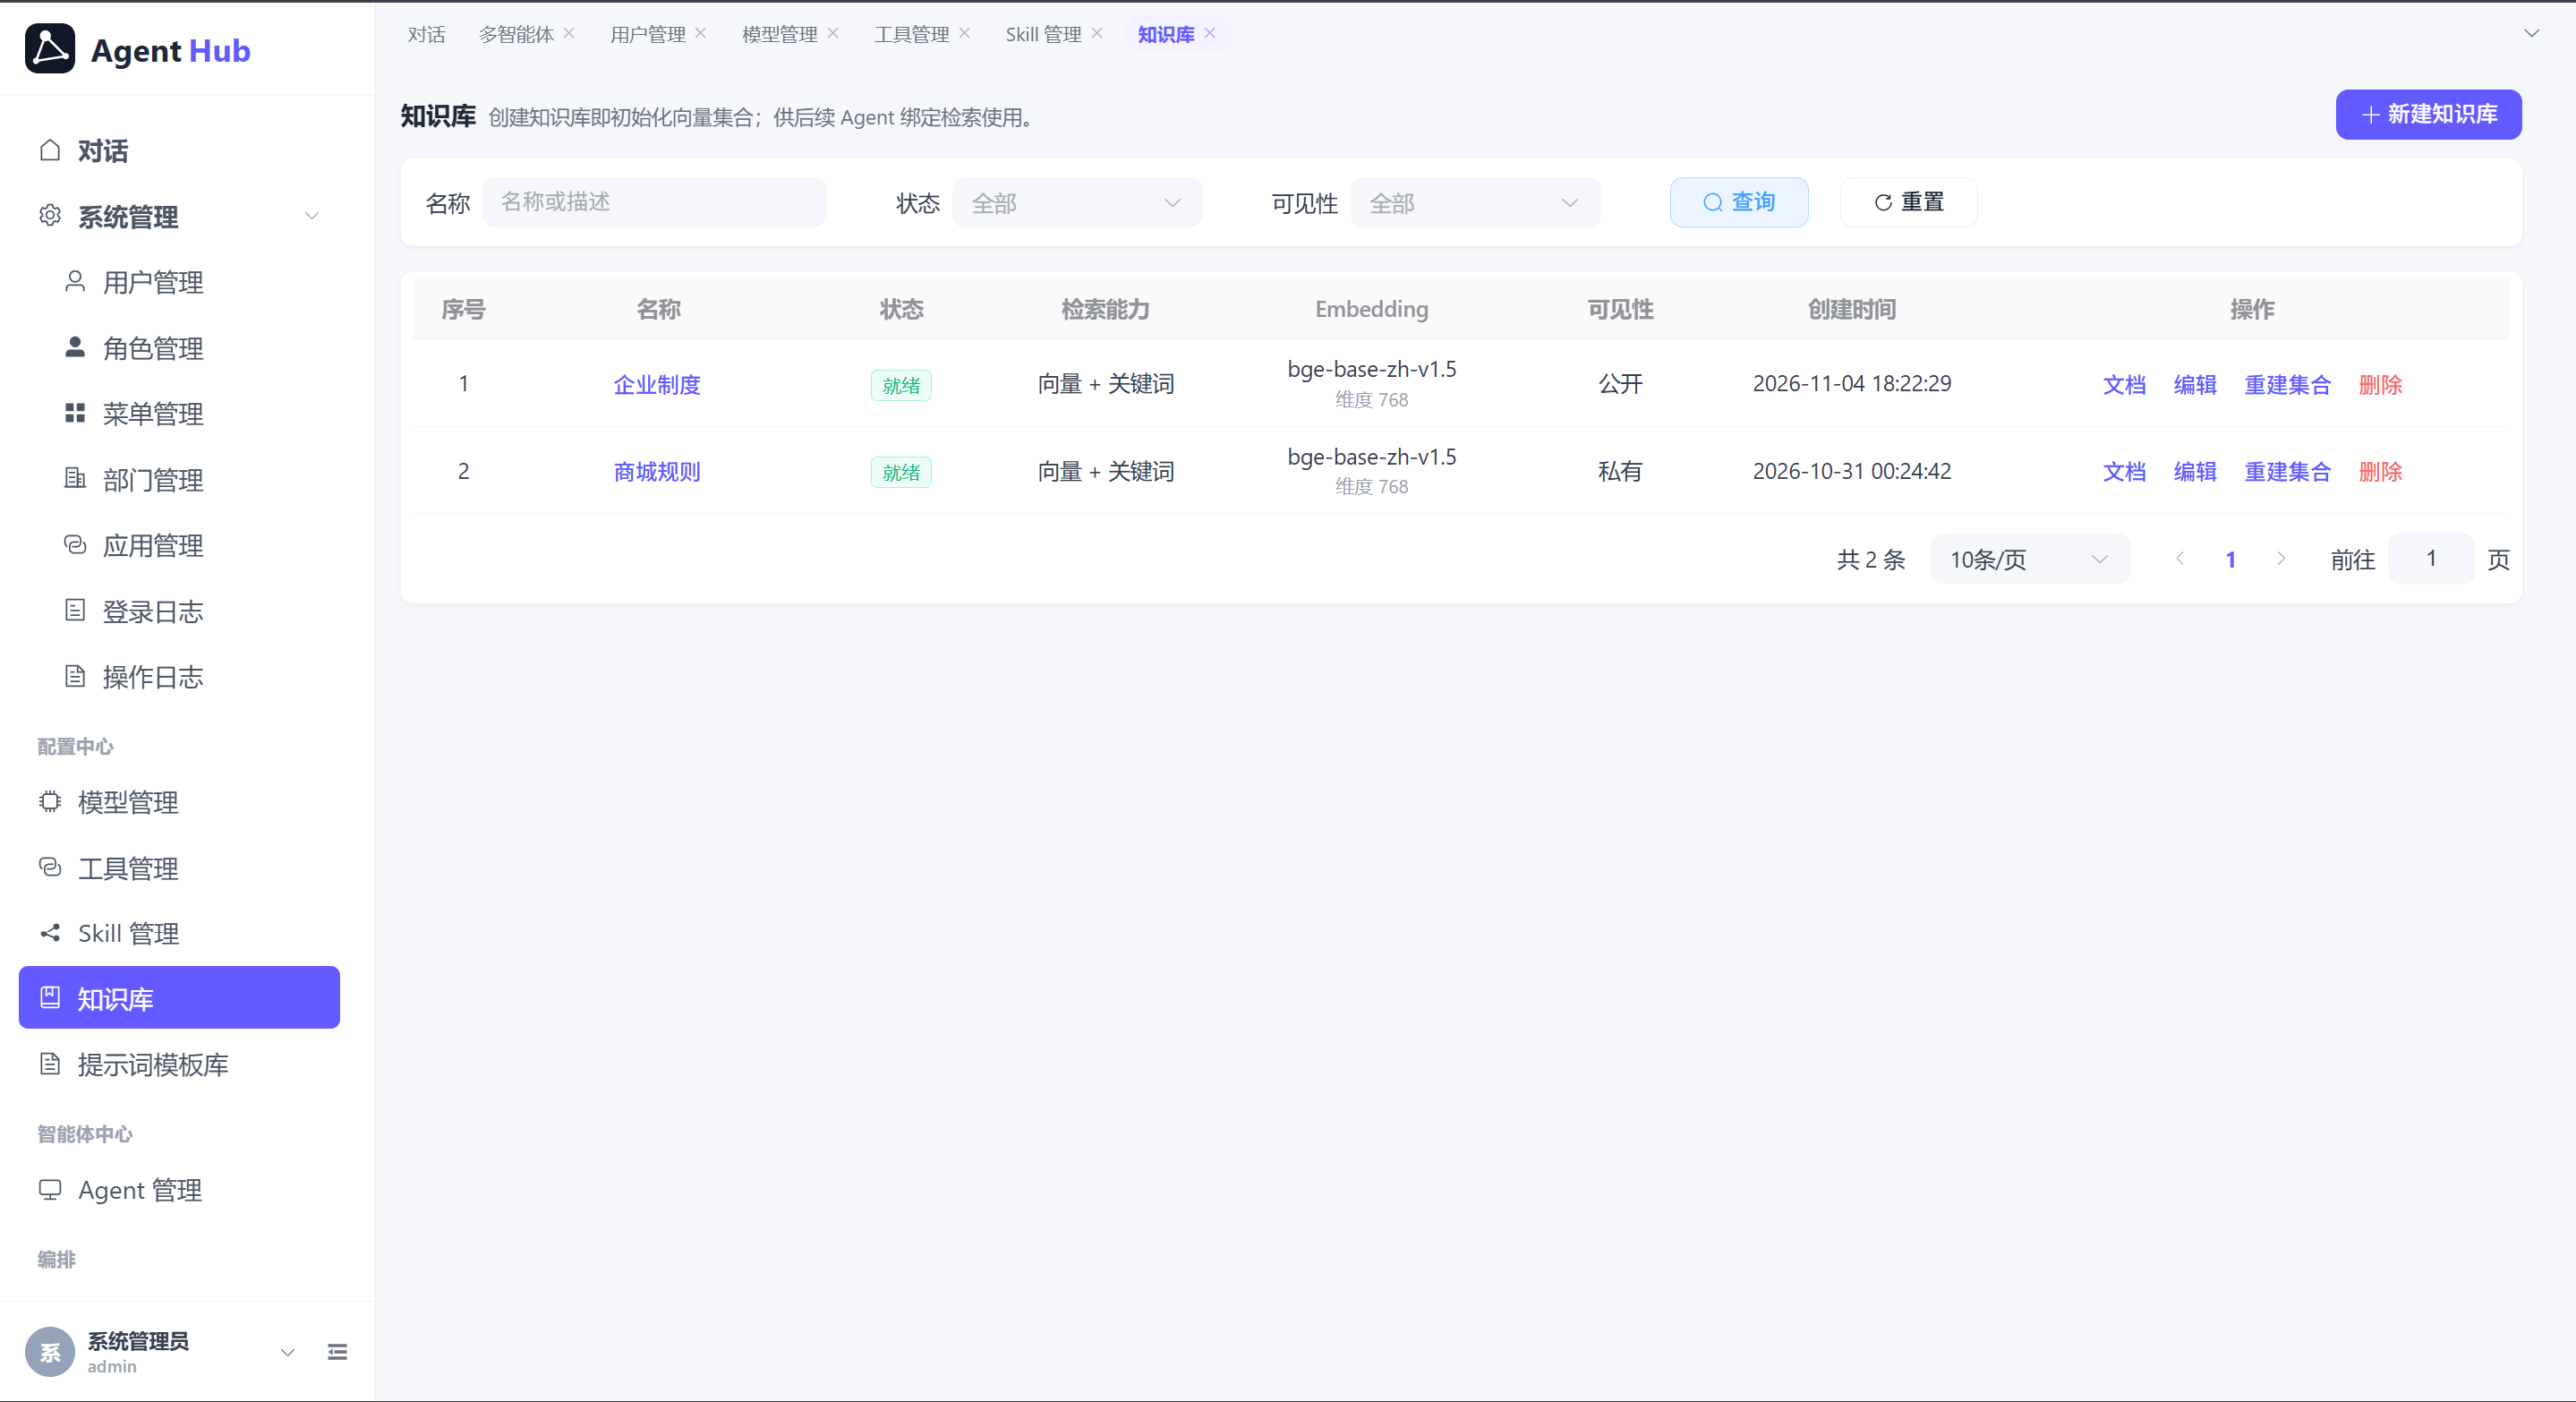 Agent Hub
对话
系统管理
用户管理
角色管理
菜单管理
部门管理
应用管理
登录日志
操作日志
配置中心
模型管理
工具管理
Skill 管理
知识库
提示词模板库
智能体中心
Agent 管理
编排
系 系统管理员
admin
对话 多智能体 用户管理 模型管理 工具管理 Skill 管理 知识库
知识库 创建知识库即初始化向量集合；供后续 Agent 绑定检索使用。 新建知识库
名称 名称或描述 状态 全部 可见性 全部 查询 重置
序号 名称 状态 检索能力 Embedding 可见性 创建时间 操作
1 企业制度 就绪 向量 + 关键词 bge-base-zh-v1.5 公开 2026-11-04 18:22:29 文档 编辑 重建集合 删除
维度 768
2 商城规则 就绪 向量 + 关键词 bge-base-zh-v1.5 私有 2026-10-31 00:24:42 文档 编辑 重建集合 删除
维度 768
共 2 条 10条/页 1 前往 1 页